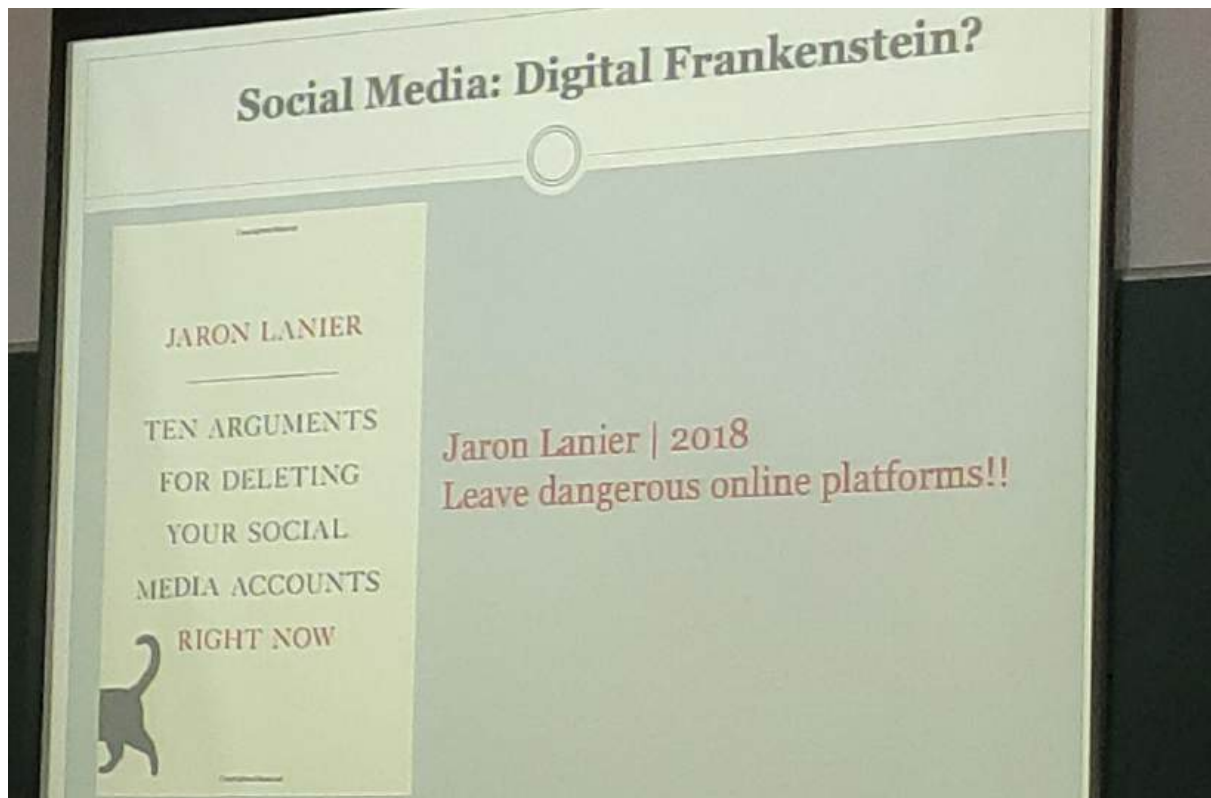 Social Media: Digital Frankenstein?
JARON LANIER
TEN ARGUMENTS
FOR DELETING
YOUR SOCIAL
MEDIA ACCOUNTS
RIGHT NOW
Jaron Lanier | 2018
Leave dangerous online platforms!!